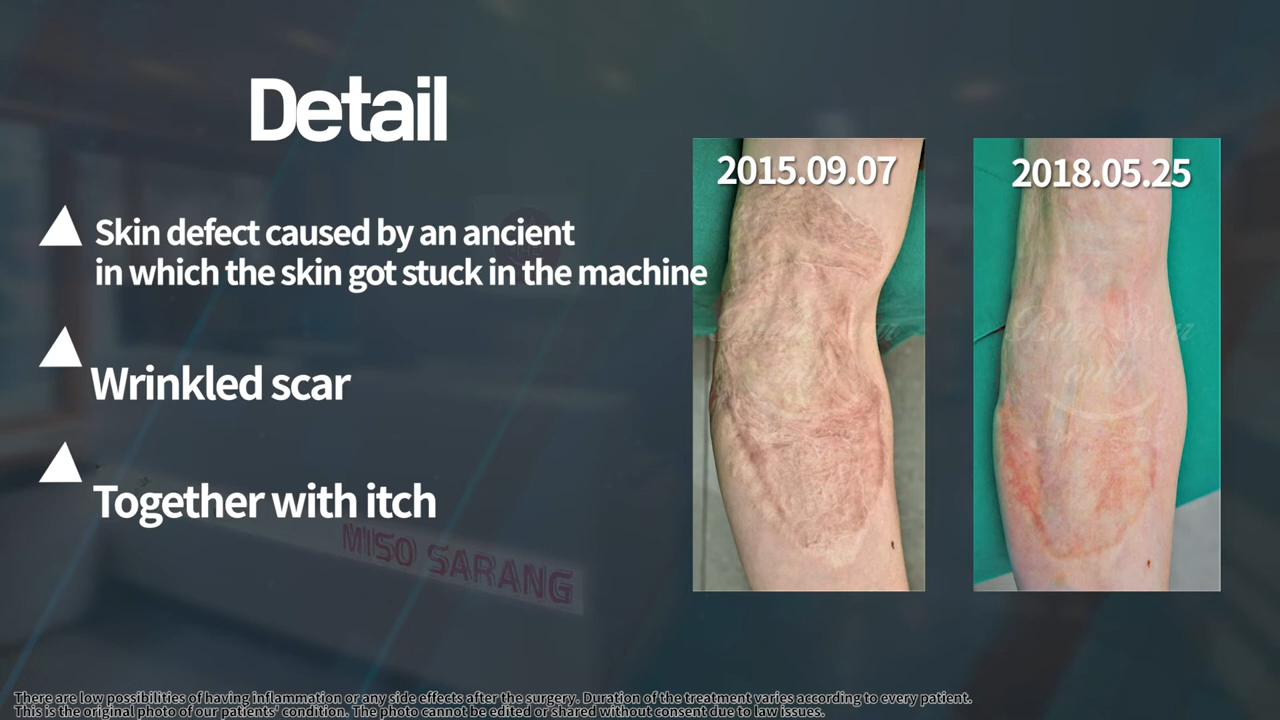 Detail
Skin defect caused by an ancient
in which the skin got stuck in the machine
Wrinkled scar
Together with itch
2015.09.07
2018.05.25
Burn Scar
only
MISO SARANG
There are low possibilities of having inflammation or any side effects after the surgery. Duration of the treatment varies according to every patient.
This is the original photo of our patients' condition. The photo cannot be edited or shared without consent due to law issues.